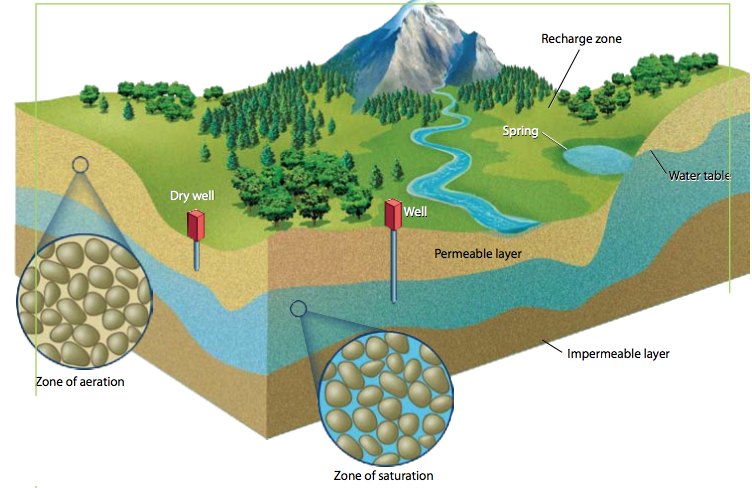 Recharge zone
Spring
Water table
Dry well
Well
Permeable layer
Impermeable layer
Zone of aeration
Zone of saturation